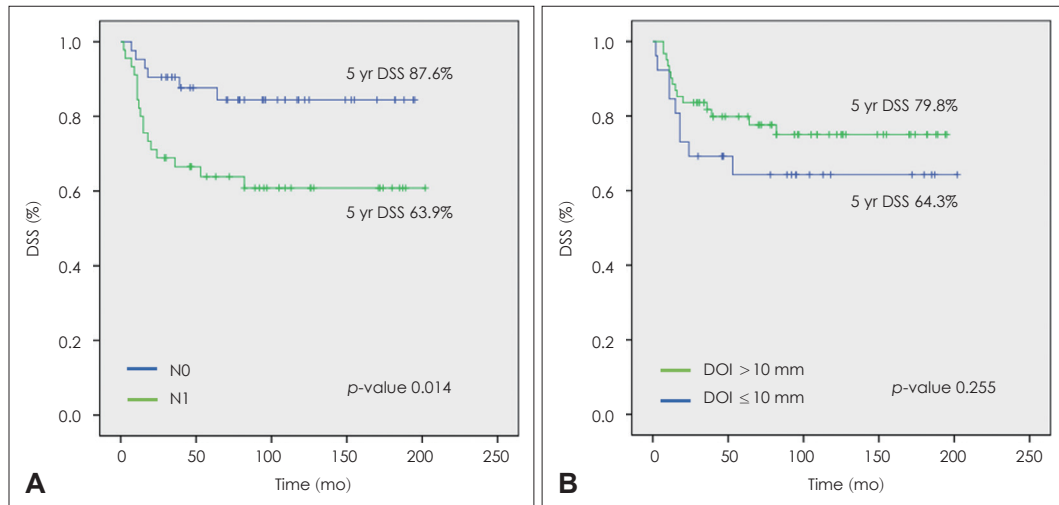 1.0
0.8
0.6
0.4
0.2
0.0
DSS (%)
5 yr DSS 87.6%
5 yr DSS 63.9%
N0
N1
p-value 0.014
0 50 100 150 200 250
Time (mo)
A
1.0
0.8
0.6
0.4
0.2
0.0
DSS (%)
5 yr DSS 79.8%
5 yr DSS 64.3%
DOI > 10 mm
DOI ≤ 10 mm
p-value 0.255
0 50 100 150 200 250
Time (mo)
B